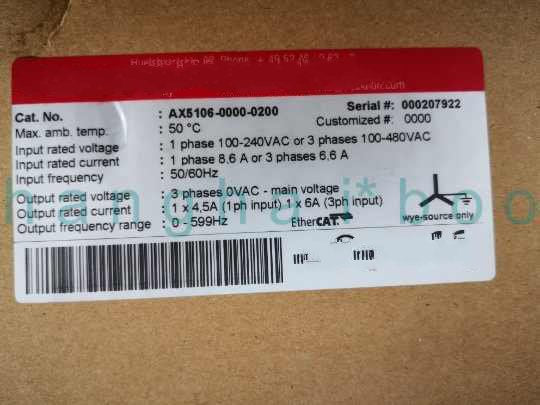 Cat. No. : AX5106-0000-0200 Serial #: 000207922
Max. amb. temp. : 50 °C Customized #: 0000
Input rated voltage : 1 phase 100-240VAC or 3 phases 100-480VAC
Input rated current : 1 phase 8.6 A or 3 phases 6.6 A
Input frequency : 50/60Hz
Output rated voltage : 3 phases 0VAC - main voltage
Output rated current : 1 x 4,5A (1ph input) 1 x 6A (3ph input)
Output frequency range : 0 - 599Hz
EtherCAT
wye-source only